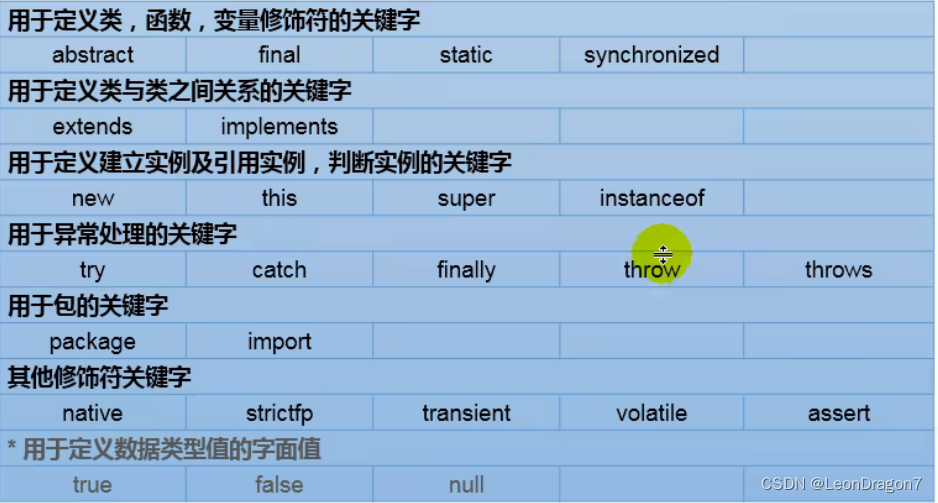 用于定义类，函数，变量修饰符的关键字
abstract final static synchronized
用于定义类与类之间关系的关键字
extends implements
用于定义建立实例及引用实例，判断实例的关键字
new this super instanceof
用于异常处理的关键字
try catch finally throw throws
用于包的关键字
package import
其他修饰符关键字
native strictfp transient volatile assert
* 用于定义数据类型值的字面值
true false null
CSDN @LeonDragon7